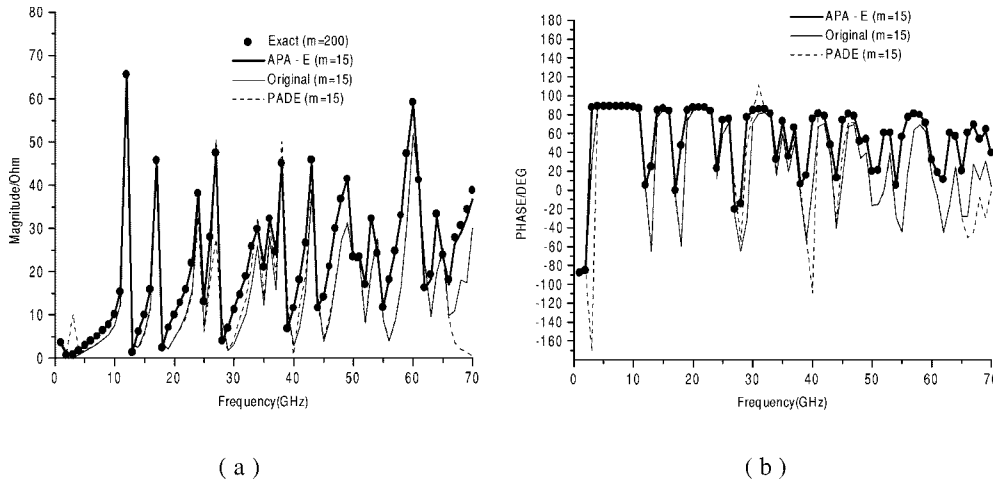 80
70
60
50
40
30
20
10
0
Magnitude/Ohm
Exact (m=200)
APA - E (m=15)
Original (m=15)
PADE (m=15)
0 10 20 30 40 50 60 70
Frequency(GHz)
(a)
APA - E (m=15)
Original (m=15)
PADE (m=15)
180
160
140
120
100
80
60
40
20
0
-20
-40
-60
-80
-100
-120
-140
-160
PHASE/DEG
0 10 20 30 40 50 60 70
Frequency(GHz)
(b)